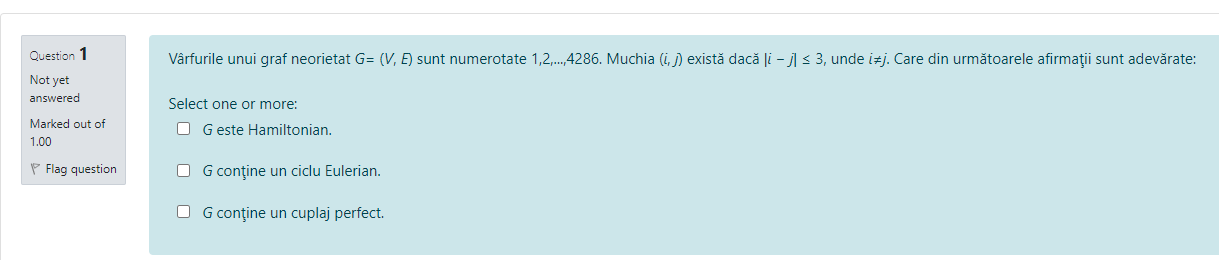 Question 1
Not yet
answered
Marked out of
1.00
Flag question
Vârfurile unui graf neorietat G= (V, E) sunt numerotate 1,2,...,4286. Muchia (i, j) există dacă |i − j| ≤ 3, unde i≠j. Care din următoarele afirmaţii sunt adevărate:
Select one or more:
G este Hamiltonian.
G conţine un ciclu Eulerian.
G conţine un cuplaj perfect.